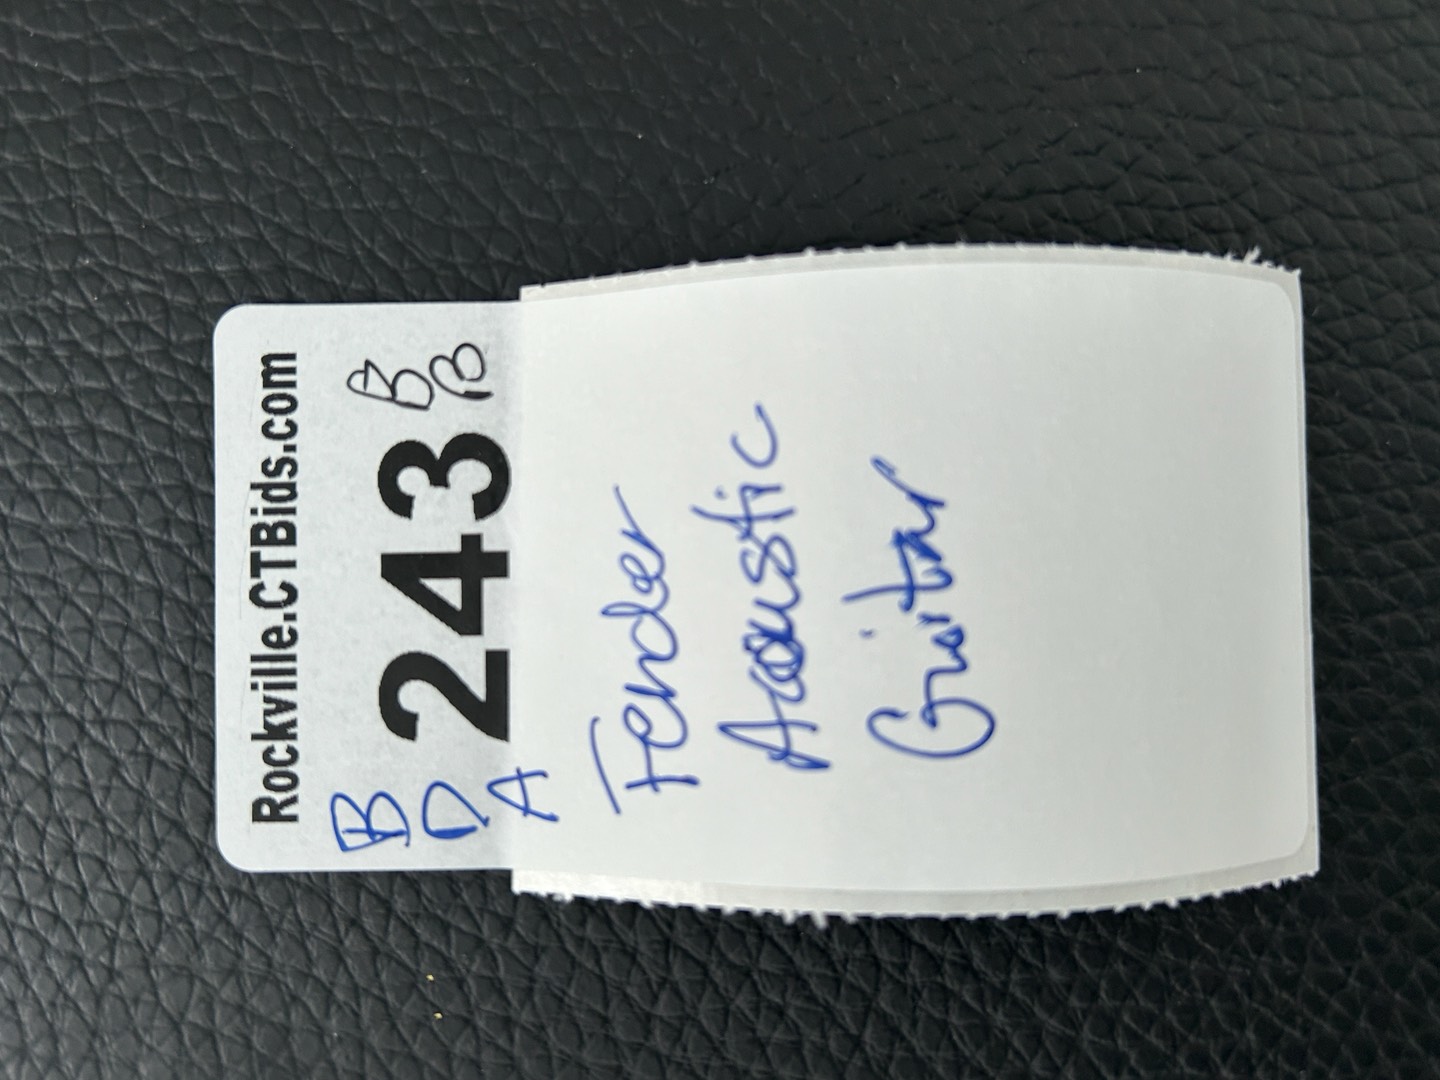 Rockville.CTBids.com
B
D
A
243
B
B
Fender
Acoustic
Guitar